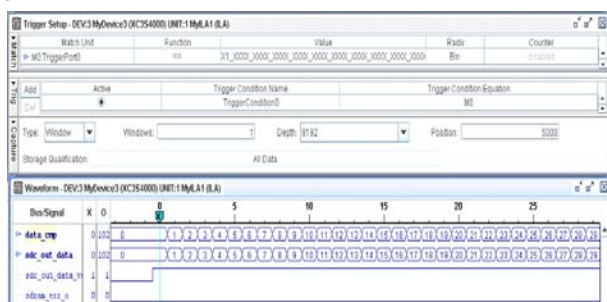 Trigger Setup - DEV:3 MyDevice3 (XC3S4000) UNIT:1 MyILA1 (ILA)
Match Unit Function Value Radix Counter
M0:TriggerPort0 == Bin disabled
Match
Add Active Trigger Condition Name Trigger Condition Equation
Del TriggerCondition0 M0
Trig
Type: Window Windows: 1 Depth: 8192 Position: 5000
Storage Qualification: All Data
Capture
Waveform - DEV:3 MyDevice3 (XC3S4000) UNIT:1 MyILA1 (ILA)
Bus/Signal X O 0 5 10 15 20 25
data_cmp 0 102 0 1 2 3 4 5 6 7 8 9 10 11 12 13 14 15 16 17 18 19 20 21 22 23 24 25 26 27 28 29
sdc_out_data 0 102 0 1 2 3 4 5 6 7 8 9 10 11 12 13 14 15 16 17 18 19 20 21 22 23 24 25 26 27 28 29
sdc_out_data_v 1 1
0 0